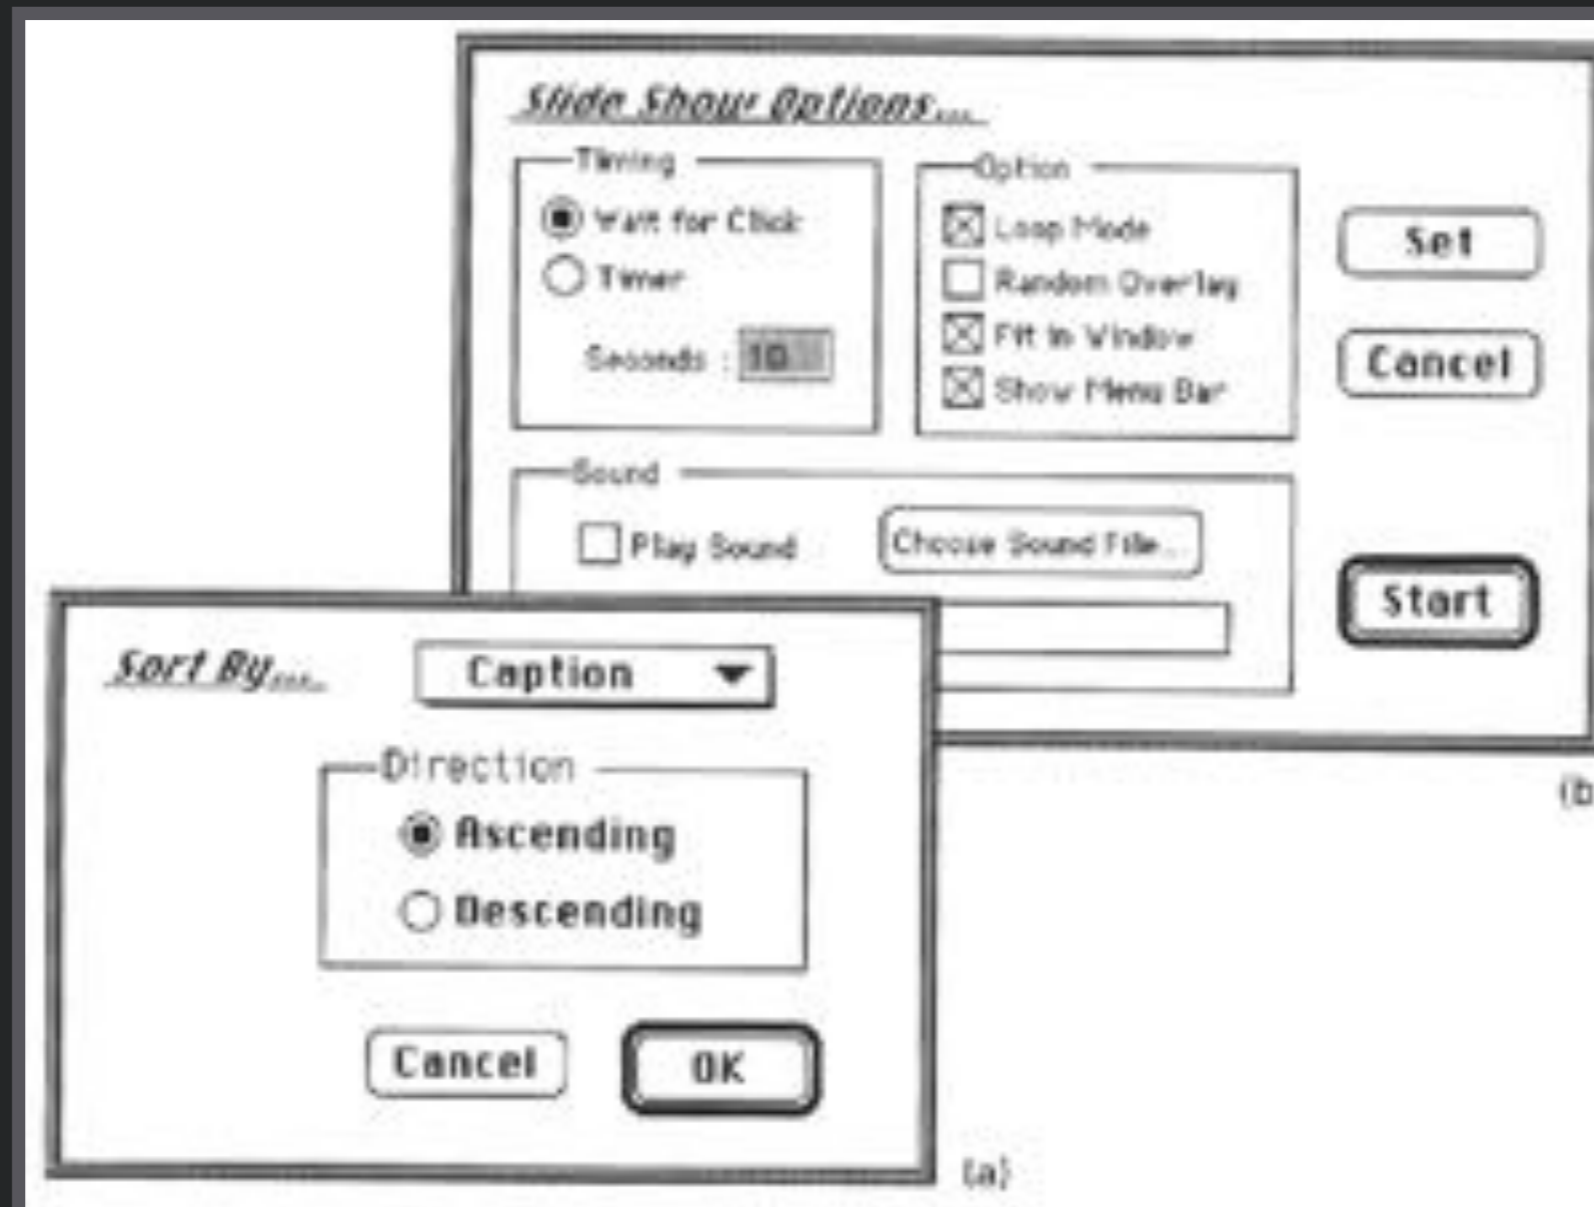 Slide Show Options...
Timing
Wait for Click
Timer
Seconds : 10
Option
Loop Mode
Random Overlay
Fit in Window
Show Menu Bar
Set
Cancel
Sound
Play Sound
Choose Sound File...
Start
(b
Sort By...
Caption
Direction
Ascending
Descending
Cancel
OK
(a)